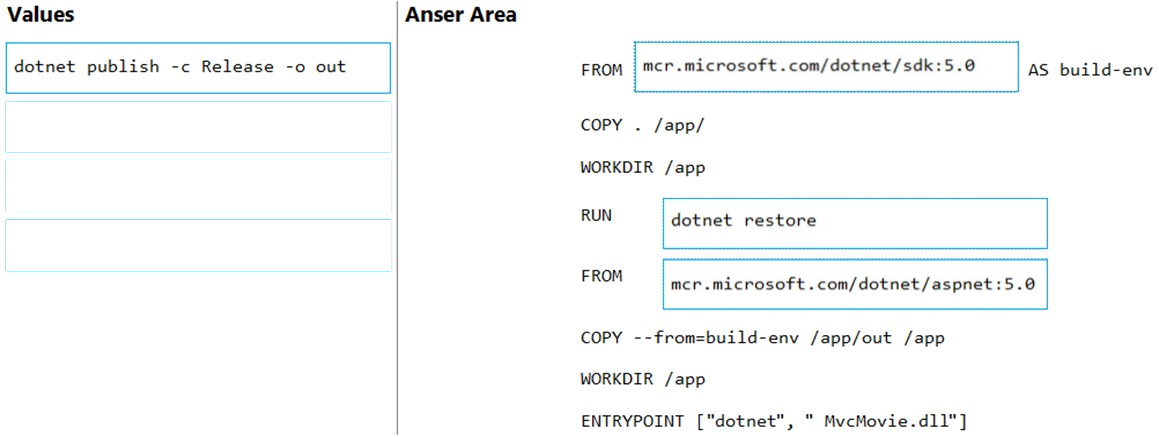 Values
Anser Area
dotnet publish -c Release -o out
FROM mcr.microsoft.com/dotnet/sdk:5.0 AS build-env
COPY . /app/
WORKDIR /app
RUN dotnet restore
FROM mcr.microsoft.com/dotnet/aspnet:5.0
COPY --from=build-env /app/out /app
WORKDIR /app
ENTRYPOINT ["dotnet", " MvcMovie.dll"]